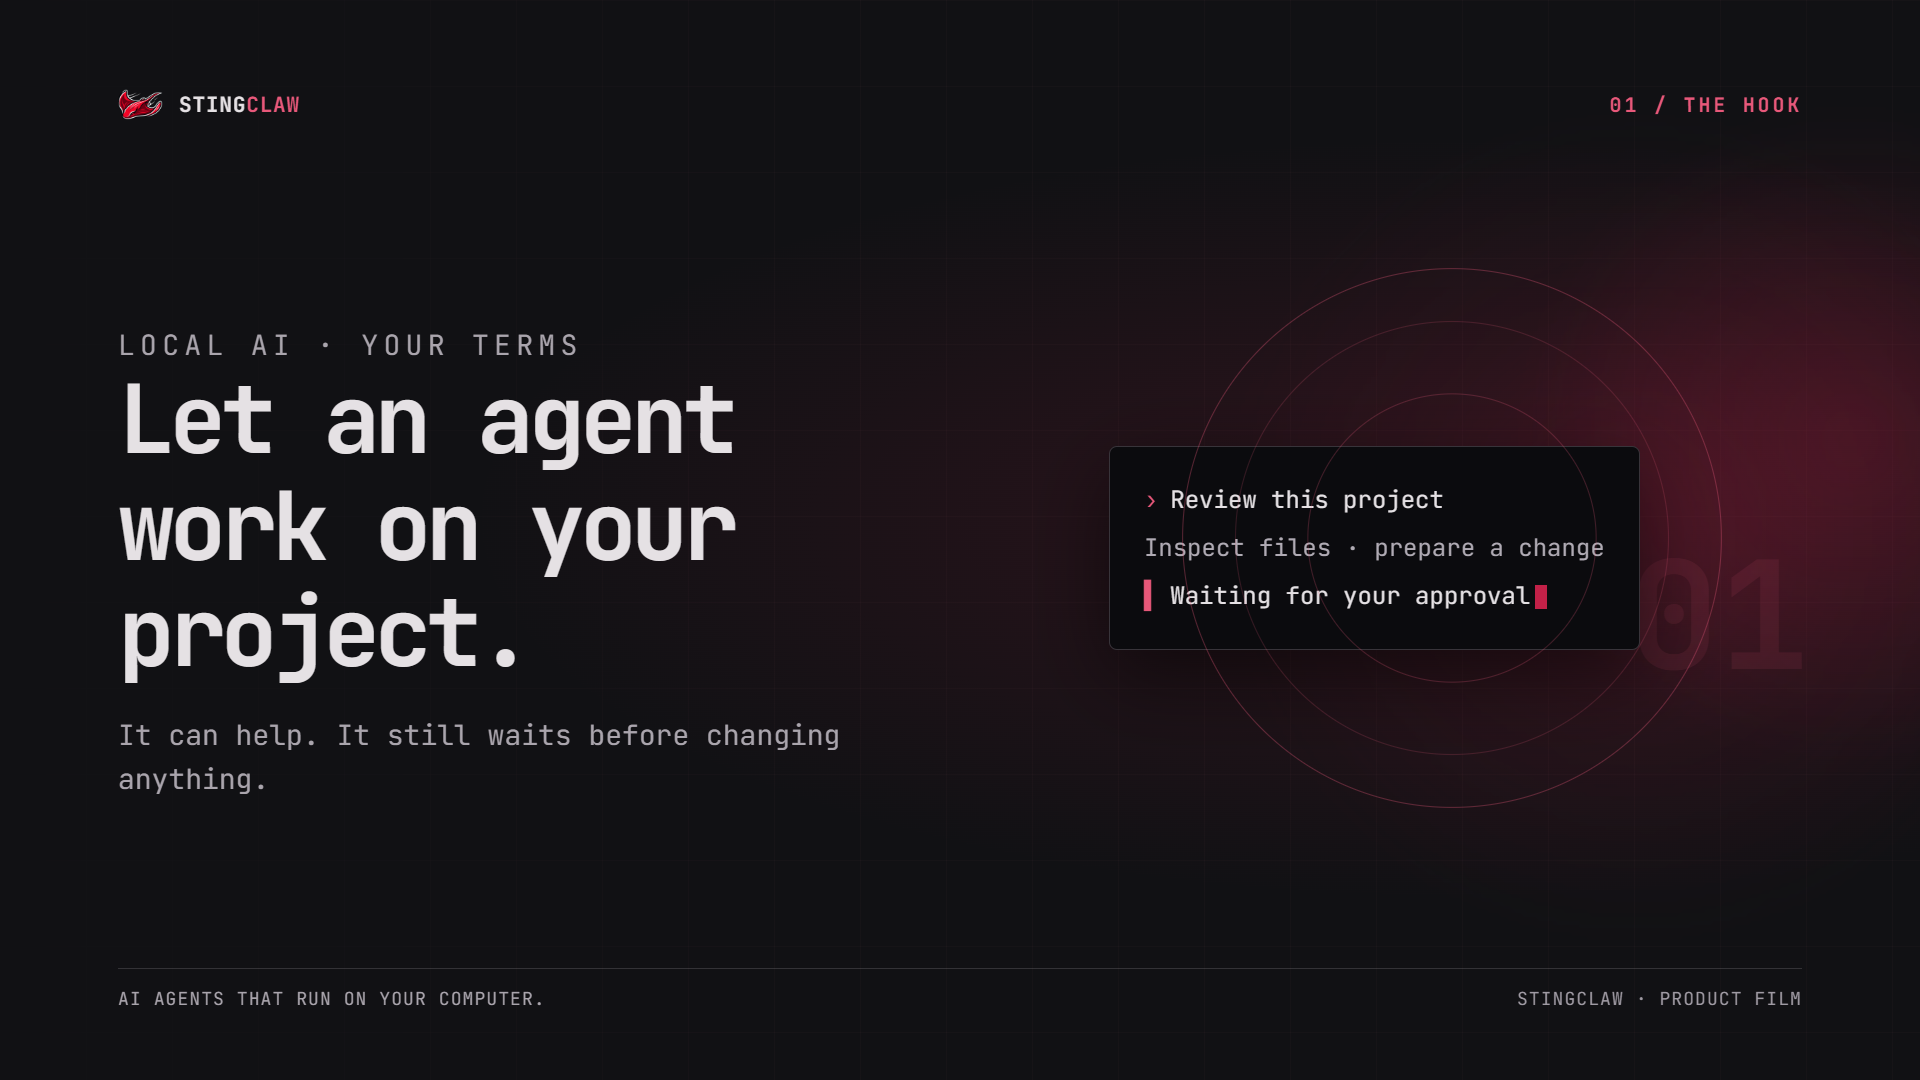 STINGCLAW
01 / THE HOOK
LOCAL AI · YOUR TERMS
Let an agent
work on your
project.
It can help. It still waits before changing
anything.
› Review this project
Inspect files · prepare a change
Waiting for your approval
01
AI AGENTS THAT RUN ON YOUR COMPUTER.
STINGCLAW · PRODUCT FILM